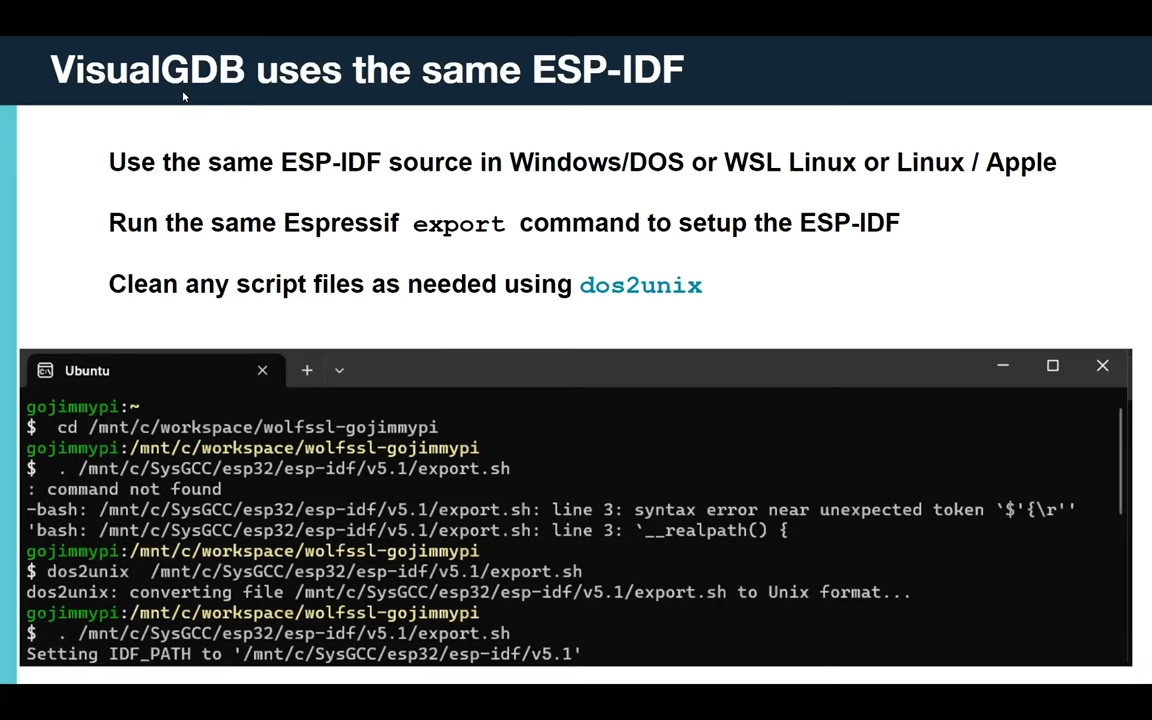 VisualGDB uses the same ESP-IDF
Use the same ESP-IDF source in Windows/DOS or WSL Linux or Linux / Apple
Run the same Espressif export command to setup the ESP-IDF
Clean any script files as needed using dos2unix
Ubuntu
gojimmypi:~
$  cd /mnt/c/workspace/wolfssl-gojimmypi
gojimmypi:/mnt/c/workspace/wolfssl-gojimmypi
$  . /mnt/c/SysGCC/esp32/esp-idf/v5.1/export.sh
: command not found
-bash: /mnt/c/SysGCC/esp32/esp-idf/v5.1/export.sh: line 3: syntax error near unexpected token `$'{\r''
'bash: /mnt/c/SysGCC/esp32/esp-idf/v5.1/export.sh: line 3: `__realpath() {
gojimmypi:/mnt/c/workspace/wolfssl-gojimmypi
$ dos2unix  /mnt/c/SysGCC/esp32/esp-idf/v5.1/export.sh
dos2unix: converting file /mnt/c/SysGCC/esp32/esp-idf/v5.1/export.sh to Unix format...
gojimmypi:/mnt/c/workspace/wolfssl-gojimmypi
$  . /mnt/c/SysGCC/esp32/esp-idf/v5.1/export.sh
Setting IDF_PATH to '/mnt/c/SysGCC/esp32/esp-idf/v5.1'